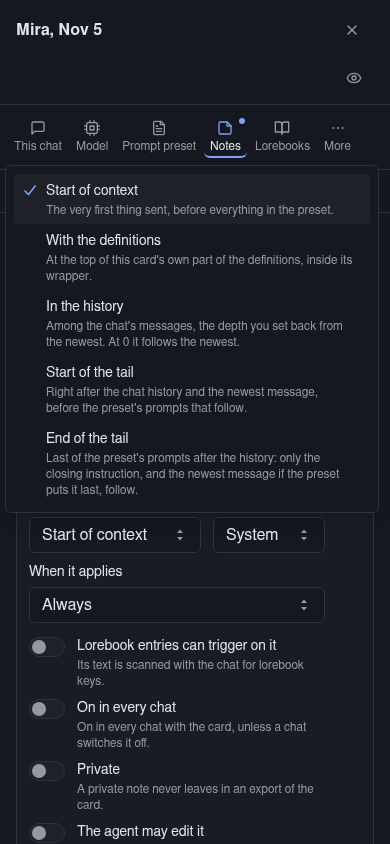 Mira, Nov 5
This chat
Model
Prompt preset
Notes
Lorebooks
More
Start of context
The very first thing sent, before everything in the preset.
With the definitions
At the top of this card's own part of the definitions, inside its
wrapper.
In the history
Among the chat's messages, the depth you set back from
the newest. At 0 it follows the newest.
Start of the tail
Right after the chat history and the newest message,
before the preset's prompts that follow.
End of the tail
Last of the preset's prompts after the history: only the
closing instruction, and the newest message if the preset
puts it last, follow.
Start of context
System
When it applies
Always
Lorebook entries can trigger on it
Its text is scanned with the chat for lorebook
keys.
On in every chat
On in every chat with the card, unless a chat
switches it off.
Private
A private note never leaves in an export of the
card.
The agent may edit it